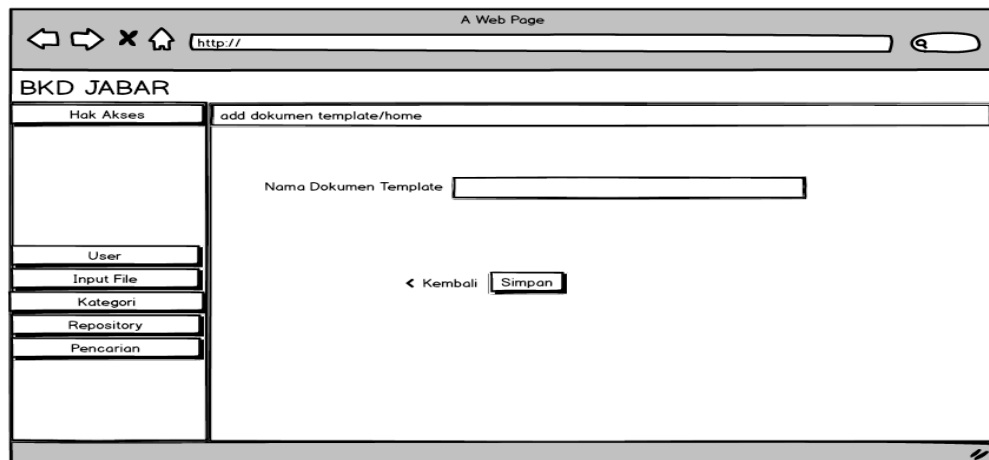 A Web Page
http://
BKD JABAR
Hak Akses
add dokumen template/home
Nama Dokumen Template
User
Input File
Kategori
Repository
Pencarian
< Kembali Simpan